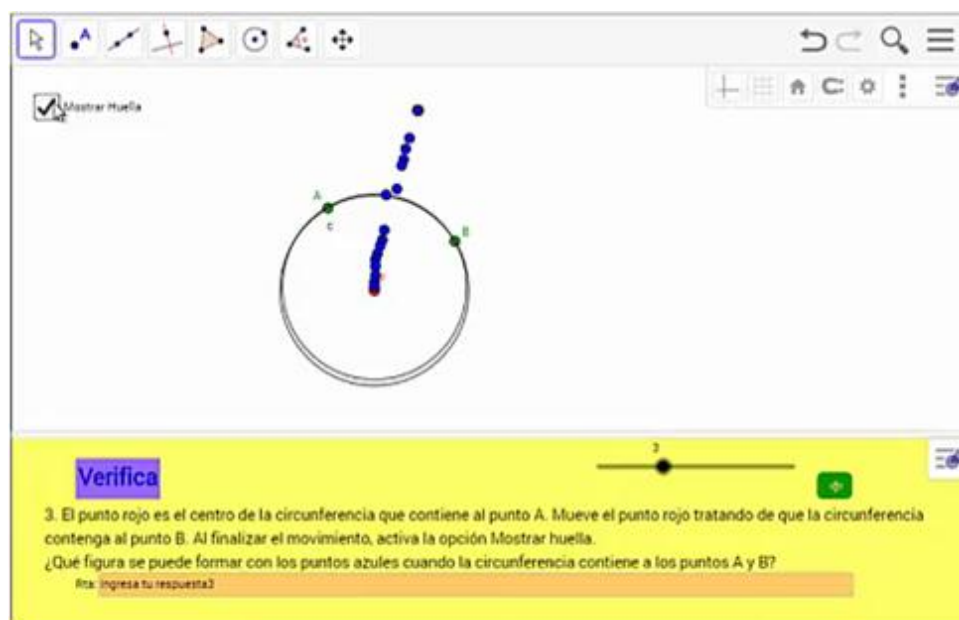 A
Mostrar Huella
A
B
c
3
Verifica
3. El punto rojo es el centro de la circunferencia que contiene al punto A. Mueve el punto rojo tratando de que la circunferencia
contenga al punto B. Al finalizar el movimiento, activa la opción Mostrar huella.
¿Qué figura se puede formar con los puntos azules cuando la circunferencia contiene a los puntos A y B?
Rta: Ingresa tu respuesta3